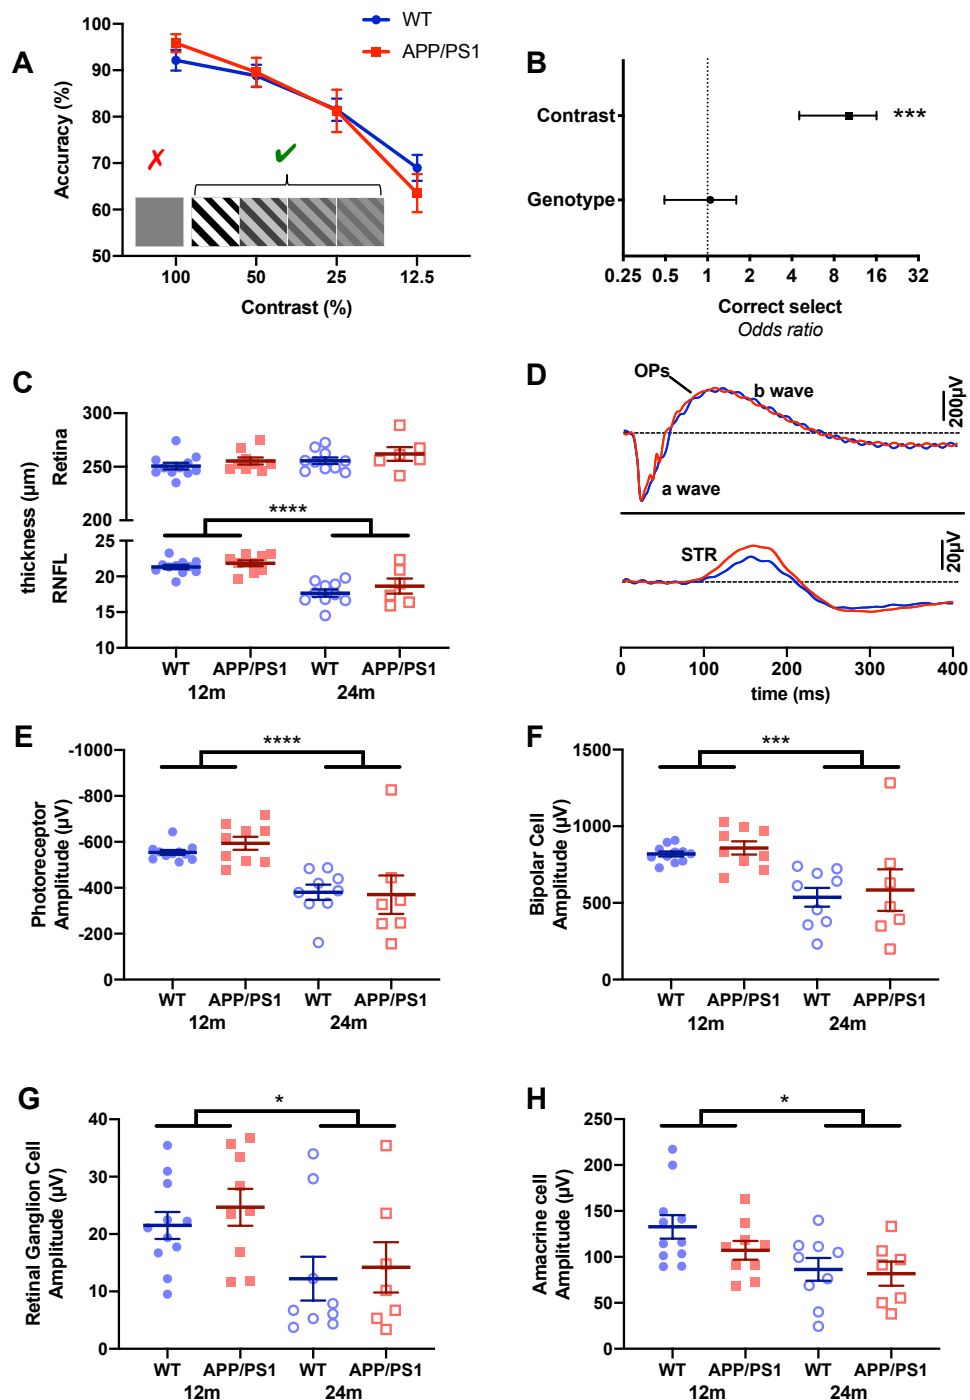 A
WT
APP/PS1
Accuracy (%)
100
90
80
70
60
50
100 50 25 12.5
Contrast (%)
B
Contrast
***
Genotype
0.25 0.5 1 2 4 8 16 32
Correct select
Odds ratio
C
thickness (μm)
Retina
300
250
200
RNFL
****
25
20
15
10
WT APP/PS1 WT APP/PS1
12m 24m
D
OPs
b wave
a wave
200μV
STR
20μV
0 100 200 300 400
time (ms)
E
Photoreceptor
Amplitude (μV)
-1000
-800
-600
-400
-200
0
****
WT APP/PS1 WT APP/PS1
12m 24m
F
Bipolar Cell
Amplitude (μV)
1500
1000
500
0
***
WT APP/PS1 WT APP/PS1
12m 24m
G
Retinal Ganglion Cell
Amplitude (μV)
40
30
20
10
0
*
WT APP/PS1 WT APP/PS1
12m 24m
H
Amacrine cell
Amplitude (μV)
250
200
150
100
50
0
*
WT APP/PS1 WT APP/PS1
12m 24m